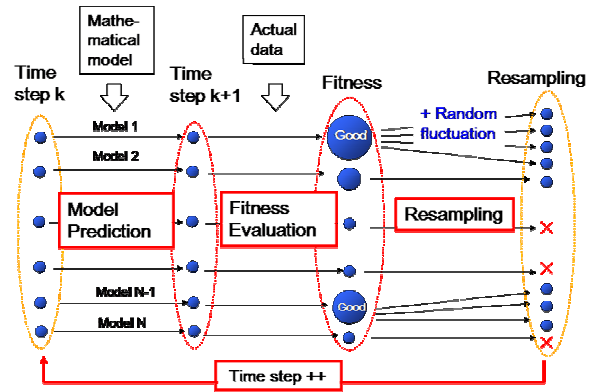 Mathe-
matical
model
Actual
data
Time
step k
Time
step k+1
Fitness
Resampling
Model 1
Good
+ Random
fluctuation
Model 2
Model
Prediction
Fitness
Evaluation
Resampling
Model N-1
Good
Model N
Time step ++